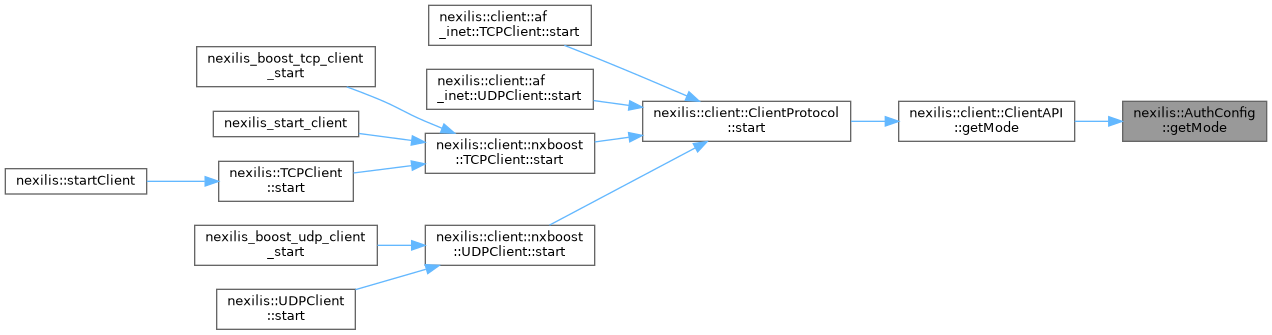 nexilis::client::af
_inet::TCPClient::start
nexilis_boost_tcp_client
_start
nexilis::client::af
_inet::UDPClient::start
nexilis_start_client
nexilis::client::ClientProtocol
::start
nexilis::client::ClientAPI
::getMode
nexilis::AuthConfig
::getMode
nexilis::client::nxboost
::TCPClient::start
nexilis::startClient
nexilis::TCPClient
::start
nexilis_boost_udp_client
_start
nexilis::client::nxboost
::UDPClient::start
nexilis::UDPClient
::start